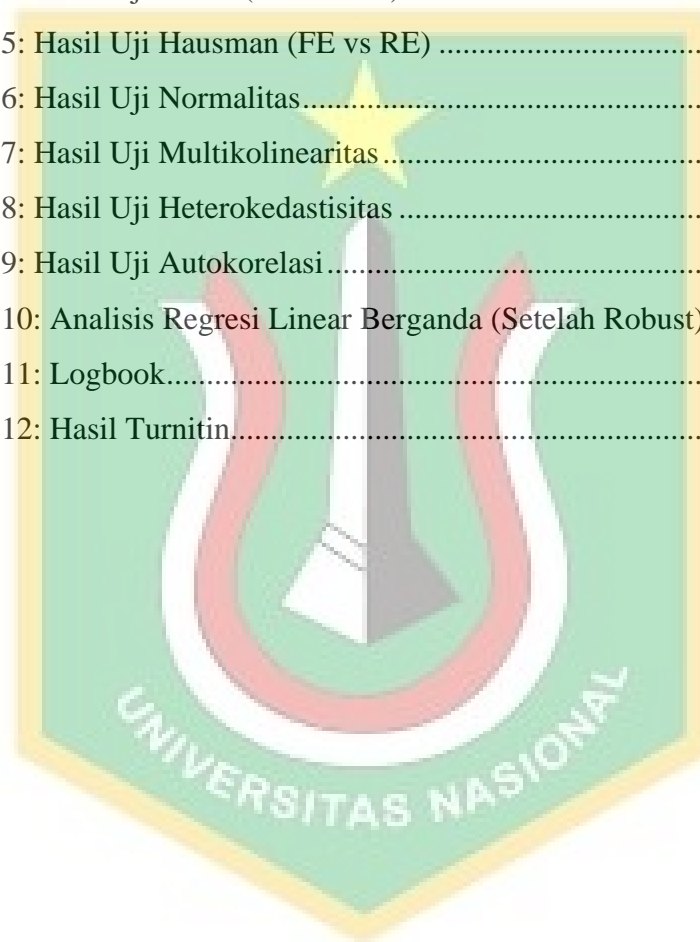 5: Hasil Uji Hausman (FE vs RE) ..............................
6: Hasil Uji Normalitas..............................................
7: Hasil Uji Multikolinearitas ...................................
8: Hasil Uji Heterokedastisitas .................................
9: Hasil Uji Autokorelasi..........................................
10: Analisis Regresi Linear Berganda (Setelah Robust)
11: Logbook..............................................................
12: Hasil Turnitin......................................................
UNIVERSITAS NASIONAL